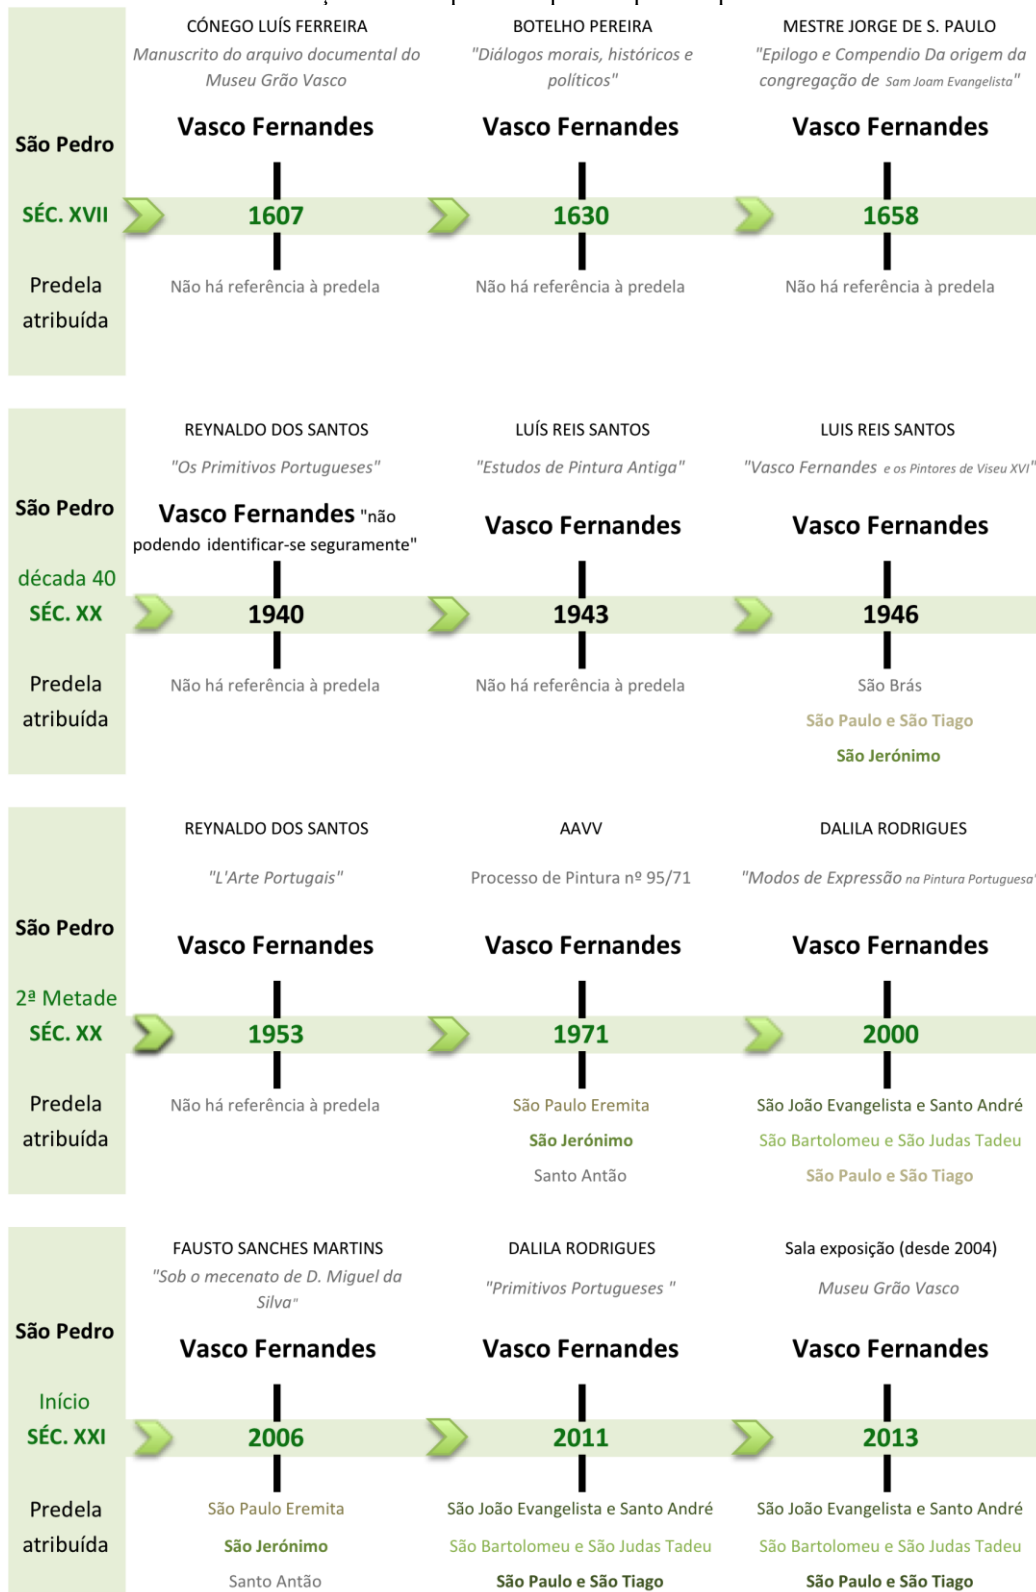 CÓNEGO LUÍS FERREIRA
Manuscrito do arquivo documental do
Museu Grão Vasco
BOTELHO PEREIRA
"Diálogos morais, históricos e
políticos"
MESTRE JORGE DE S. PAULO
"Epilogo e Compendio Da origem da
congregação de Sam Joam Evangelista"
São Pedro
Vasco Fernandes
Vasco Fernandes
Vasco Fernandes
SÉC. XVII
1607
1630
1658
Predela
atribuída
Não há referência à predela
Não há referência à predela
Não há referência à predela
REYNALDO DOS SANTOS
"Os Primitivos Portugueses"
LUÍS REIS SANTOS
"Estudos de Pintura Antiga"
LUIS REIS SANTOS
"Vasco Fernandes e os Pintores de Viseu XVI"
São Pedro
Vasco Fernandes "não
podendo identificar-se seguramente"
Vasco Fernandes
Vasco Fernandes
década 40
SÉC. XX
1940
1943
1946
Predela
atribuída
Não há referência à predela
Não há referência à predela
São Brás
São Paulo e São Tiago
São Jerónimo
REYNALDO DOS SANTOS
"L'Arte Portugais"
AAVV
Processo de Pintura nº 95/71
DALILA RODRIGUES
"Modos de Expressão na Pintura Portuguesa"
São Pedro
Vasco Fernandes
Vasco Fernandes
Vasco Fernandes
2ª Metade
SÉC. XX
1953
1971
2000
Predela
atribuída
Não há referência à predela
São Paulo Eremita
São Jerónimo
Santo Antão
São João Evangelista e Santo André
São Bartolomeu e São Judas Tadeu
São Paulo e São Tiago
FAUSTO SANCHES MARTINS
"Sob o mecenato de D. Miguel da
Silva"
DALILA RODRIGUES
"Primitivos Portugueses "
Sala exposição (desde 2004)
Museu Grão Vasco
São Pedro
Vasco Fernandes
Vasco Fernandes
Vasco Fernandes
Início
SÉC. XXI
2006
2011
2013
Predela
atribuída
São Paulo Eremita
São Jerónimo
Santo Antão
São João Evangelista e Santo André
São Bartolomeu e São Judas Tadeu
São Paulo e São Tiago
São João Evangelista e Santo André
São Bartolomeu e São Judas Tadeu
São Paulo e São Tiago